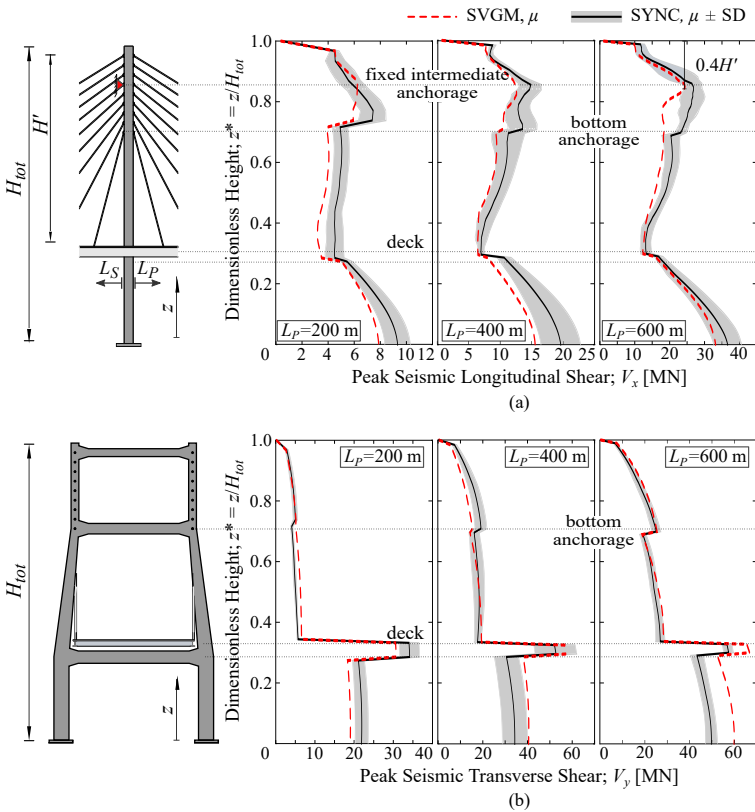 SVGM, μ
SYNC, μ ± SD
H_tot
H'
L_S
L_P
z
Dimensionless Height; z* = z/H_tot
1.0
0.8
0.6
0.4
0.2
0
fixed intermediate
anchorage
0.4H'
bottom
anchorage
deck
L_P=200 m
L_P=400 m
L_P=600 m
0 2 4 6 8 10 12
0 5 10 15 20 25 30
0 10 20 30 40
Peak Seismic Longitudinal Shear; V_x [MN]
(a)
H_tot
z
Dimensionless Height; z* = z/H_tot
1.0
0.8
0.6
0.4
0.2
L_P=200 m
L_P=400 m
L_P=600 m
bottom
anchorage
deck
0 10 20 30 40
0 20 40 60
0 20 40 60
Peak Seismic Transverse Shear; V_y [MN]
(b)